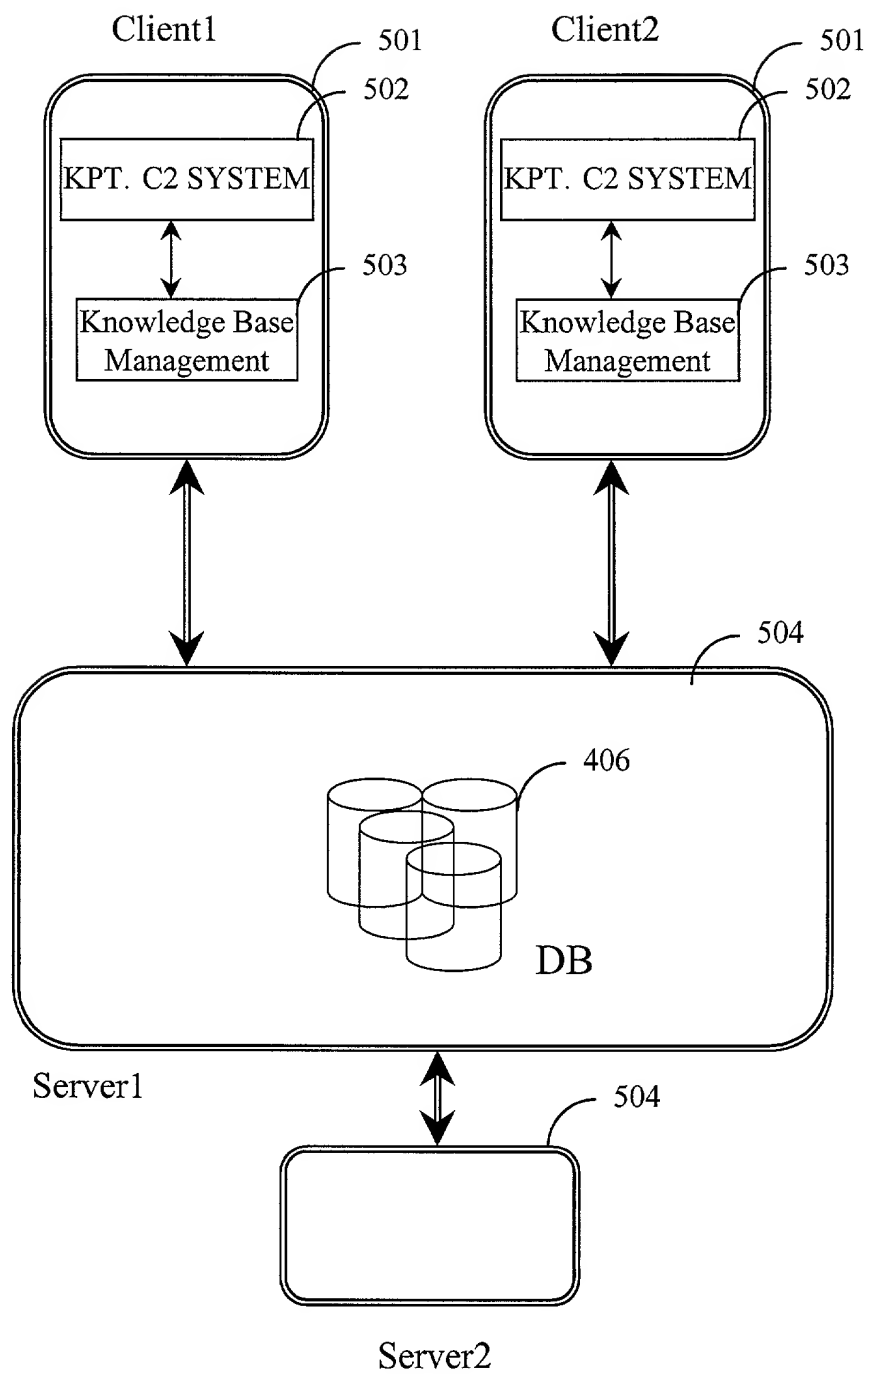 Client1
Client2
501
501
502
502
KPT. C2 SYSTEM
KPT. C2 SYSTEM
503
503
Knowledge Base
Management
Knowledge Base
Management
504
406
DB
Server1
504
Server2